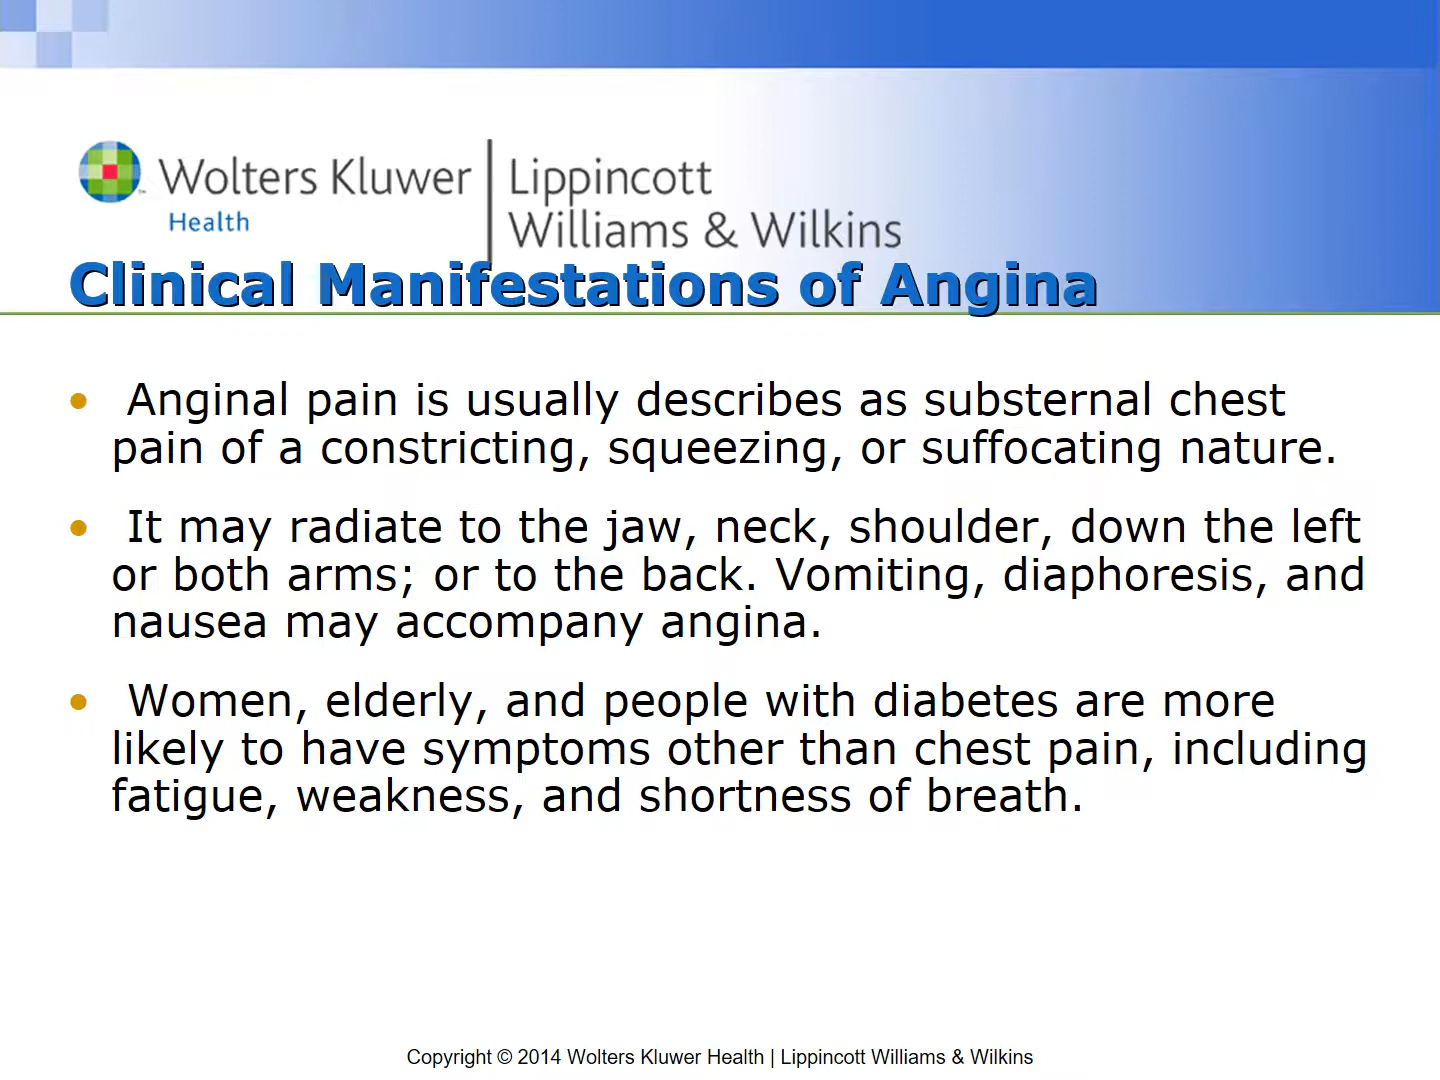 Wolters Kluwer
Health
Lippincott
Williams & Wilkins
Clinical Manifestations of Angina
• Anginal pain is usually describes as substernal chest
pain of a constricting, squeezing, or suffocating nature.
• It may radiate to the jaw, neck, shoulder, down the left
or both arms; or to the back. Vomiting, diaphoresis, and
nausea may accompany angina.
• Women, elderly, and people with diabetes are more
likely to have symptoms other than chest pain, including
fatigue, weakness, and shortness of breath.
Copyright © 2014 Wolters Kluwer Health | Lippincott Williams & Wilkins